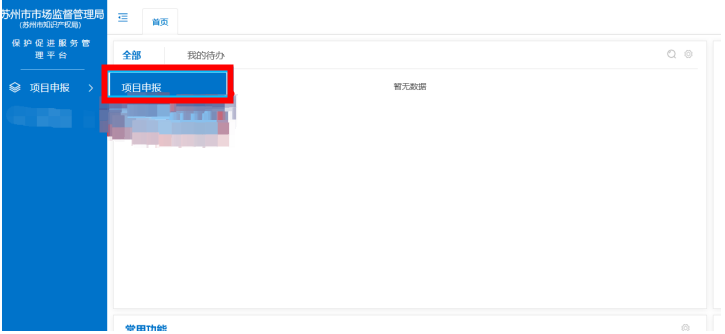 苏州市市场监督管理局
(苏州市知识产权局)
保护促进服务管
理平台
首页
全部 我的待办
项目申报
项目申报
暂无数据
常用功能